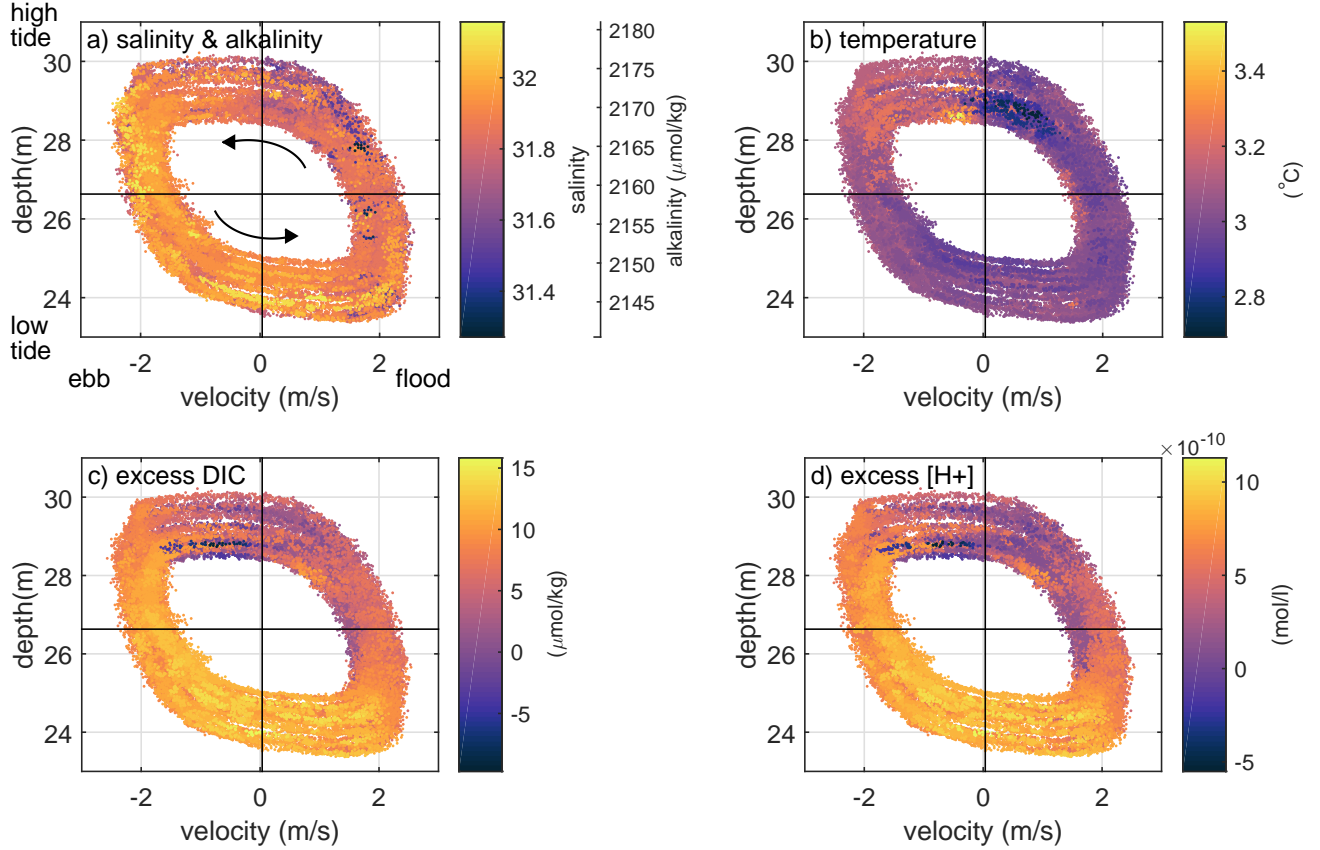 high
tide
a) salinity & alkalinity
30
28
26
24
depth(m)
low
tide
-2
0
2
ebb
flood
velocity (m/s)
32
31.8
31.6
31.4
salinity
2180
2175
2170
2165
2160
2155
2150
2145
alkalinity (μmol/kg)
b) temperature
30
28
26
24
depth(m)
-2
0
2
velocity (m/s)
3.4
3.2
3
2.8
(°C)
c) excess DIC
30
28
26
24
depth(m)
-2
0
2
velocity (m/s)
15
10
5
0
-5
(μmol/kg)
d) excess [H+]
30
28
26
24
depth(m)
-2
0
2
velocity (m/s)
×10-10
10
5
0
-5
(mol/l)